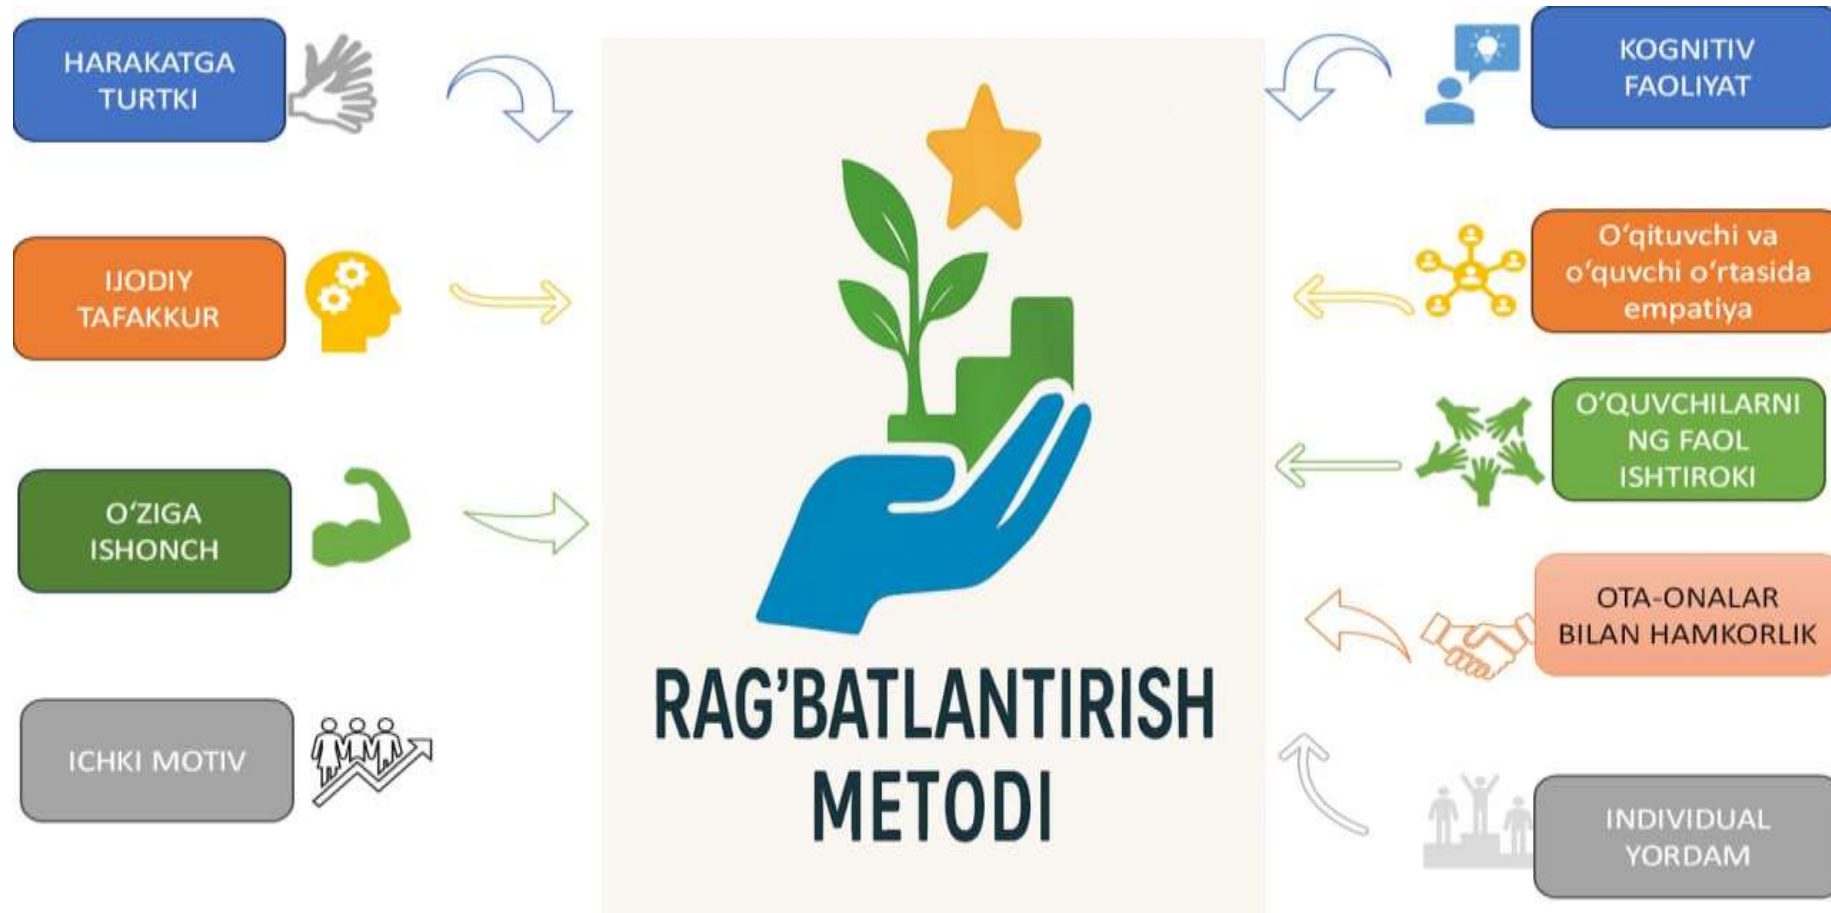 HARAKATGA
TURTKI
IJODIY
TAFAKKUR
O‘ZIGA
ISHONCH
ICHKI MOTIV
RAG’BATLANTIRISH
METODI
KOGNITIV
FAOLIYAT
O‘qituvchi va
o‘quvchi o‘rtasida
empatiya
O’QUVCHILARNI
NG FAOL
ISHTIROKI
OTA-ONALAR
BILAN HAMKORLIK
INDIVIDUAL
YORDAM